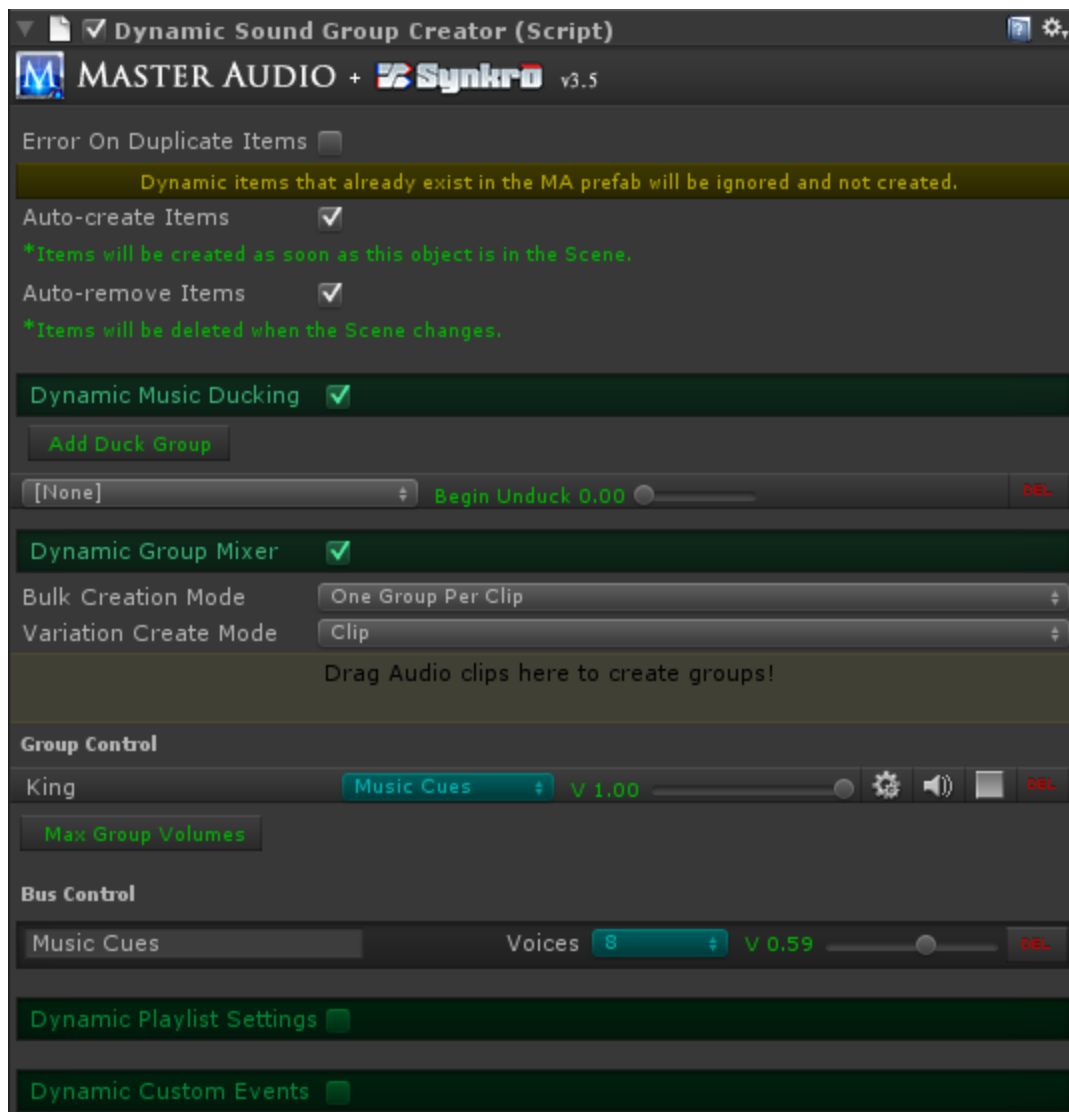 Dynamic Sound Group Creator (Script)
M MASTER AUDIO + Synkro v3.5
Error On Duplicate Items
Dynamic items that already exist in the MA prefab will be ignored and not created.
Auto-create Items
*Items will be created as soon as this object is in the Scene.
Auto-remove Items
*Items will be deleted when the Scene changes.
Dynamic Music Ducking
Add Duck Group
[None] Begin Unduck 0.00 DEL
Dynamic Group Mixer
Bulk Creation Mode One Group Per Clip
Variation Create Mode Clip
Drag Audio clips here to create groups!
Group Control
King Music Cues V 1.00 DEL
Max Group Volumes
Bus Control
Music Cues Voices 8 V 0.59 DEL
Dynamic Playlist Settings
Dynamic Custom Events